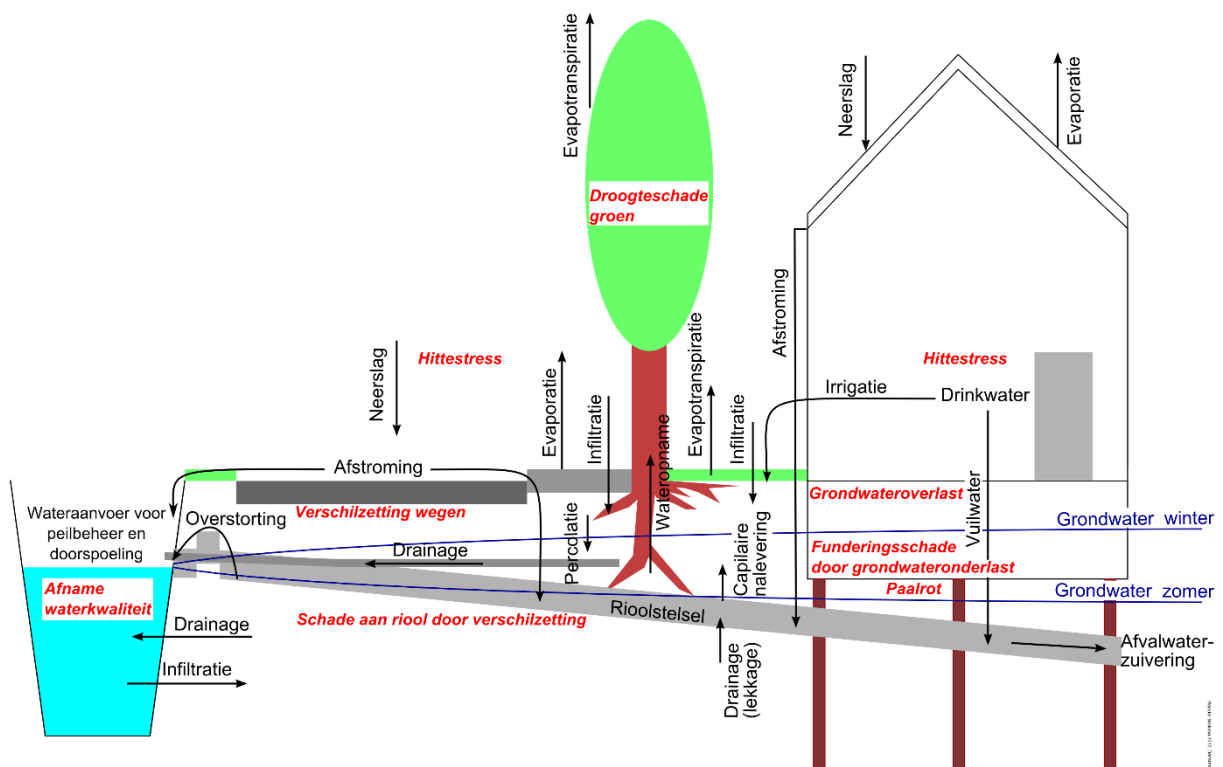 Evapotranspiratie
Neerslag
Evaporatie
Droogteschade
groen
Afstroming
Neerslag
Hittestress
Evaporatie
Infiltratie
Evapotranspiratie
Infiltratie
Hittestress
Irrigatie
Drinkwater
Afstroming
Wateropname
Grondwateroverlast
Wateraanvoer voor
peilbeheer en
doorspoeling
Overstorting
Verschilzetting wegen
Percolatie
Capilaire
nalevering
Vuilwater
Grondwater winter
Drainage
Funderingsschade
door grondwateronderlast
Paalrot
Grondwater zomer
Afname
waterkwaliteit
Rioolstelsel
Schade aan riool door verschilzetting
Drainage
Infiltratie
Drainage
(lekkage)
Afvalwater-
zuivering